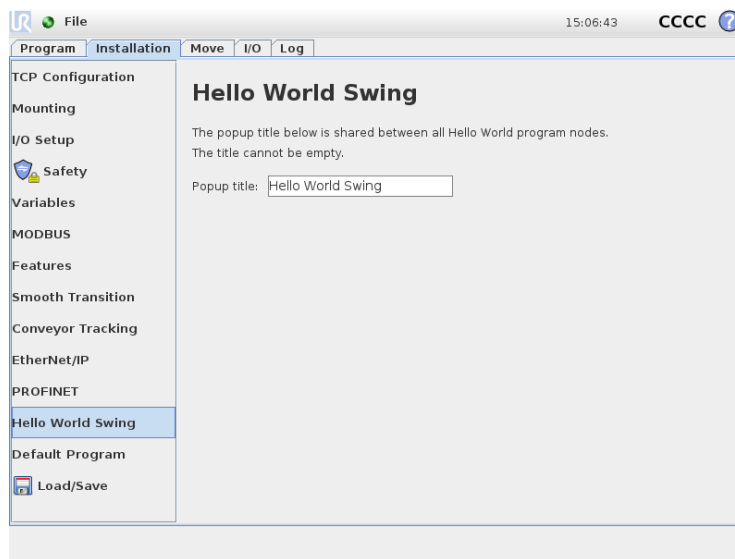 UR File 15:06:43 CCCC ?
Program Installation Move I/O Log
TCP Configuration
Mounting
I/O Setup
Safety
Variables
MODBUS
Features
Smooth Transition
Conveyor Tracking
EtherNet/IP
PROFINET
Hello World Swing
Default Program
Load/Save
Hello World Swing
The popup title below is shared between all Hello World program nodes.
The title cannot be empty.
Popup title: Hello World Swing